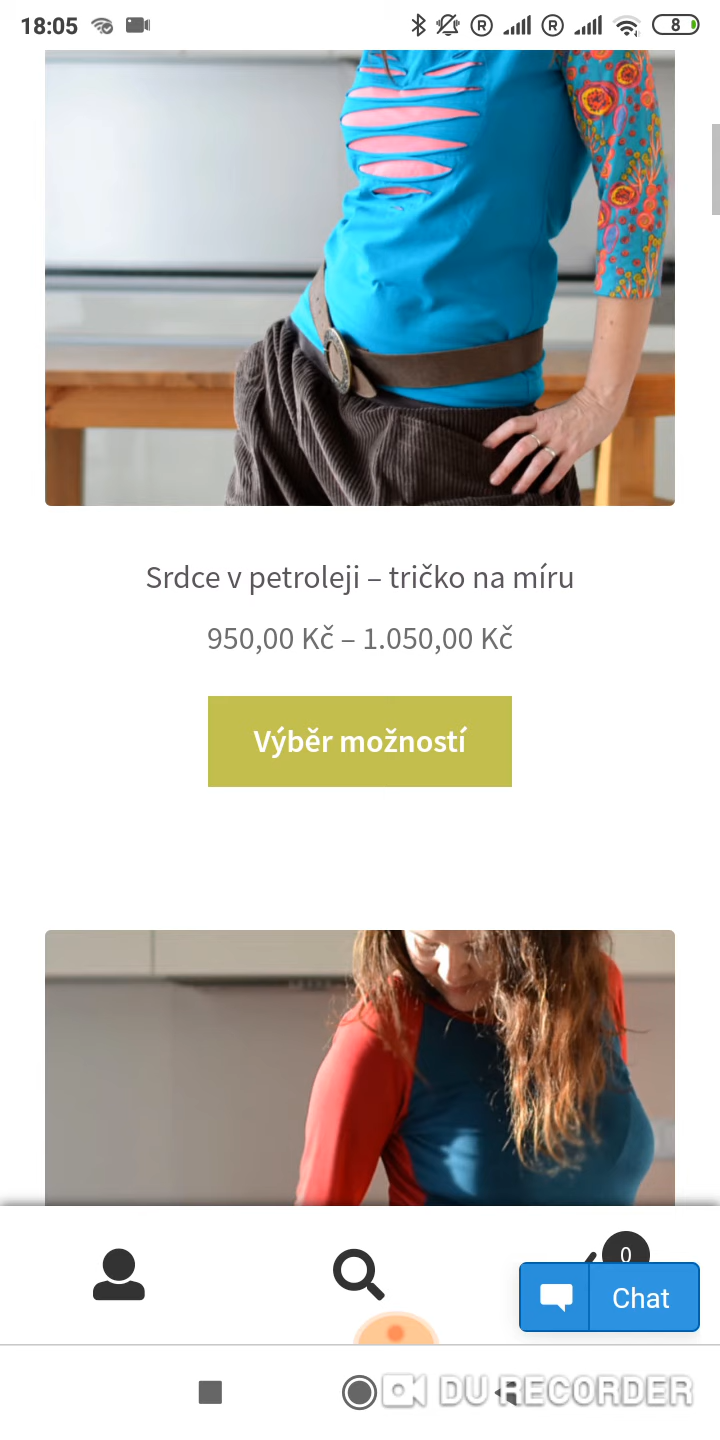 18:05
R
R
8
Srdce v petroleji – tričko na míru
950,00 Kč – 1.050,00 Kč
Výběr možností
0
Chat
DU RECORDER